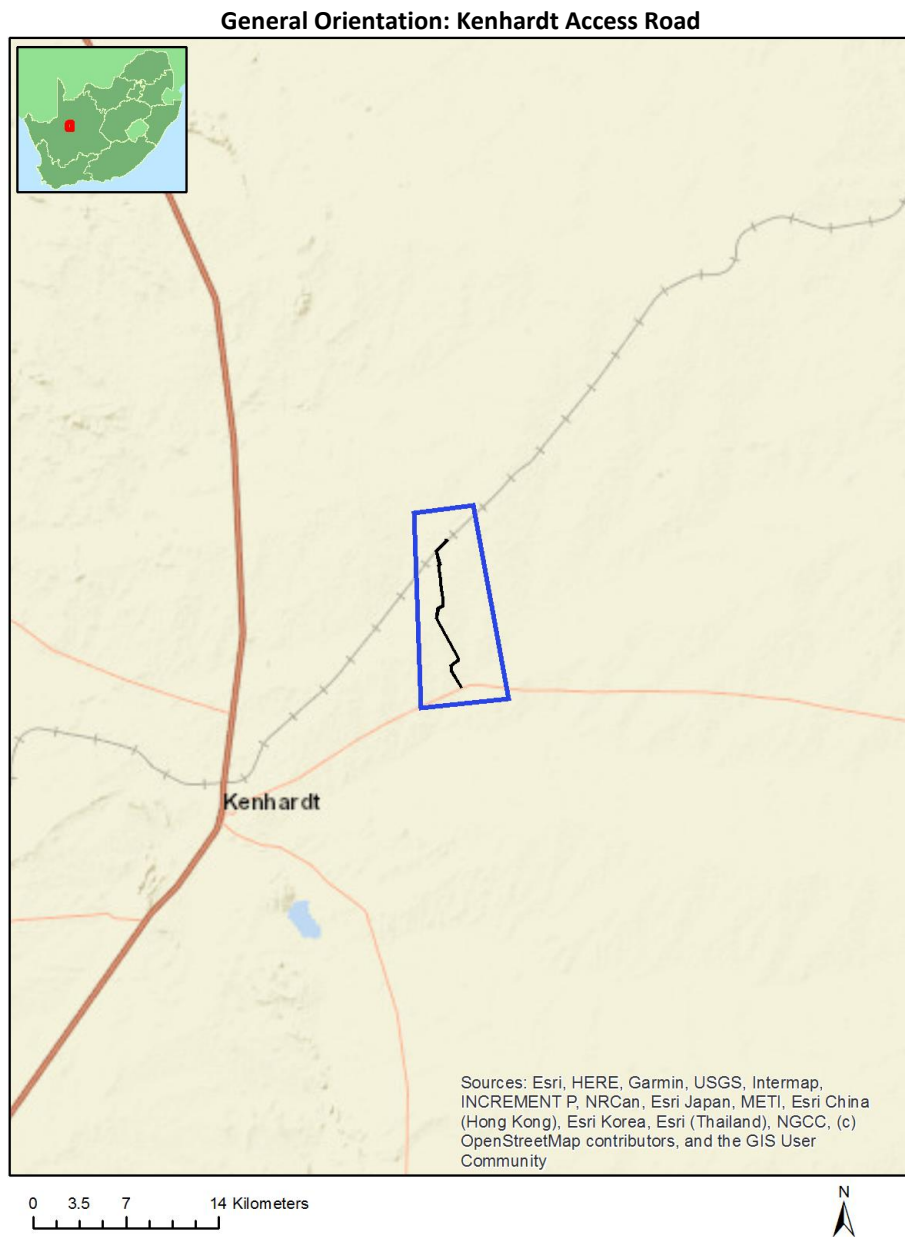 General Orientation: Kenhardt Access Road
Kenhardt
Sources: Esri, HERE, Garmin, USGS, Intermap,
INCREMENT P, NRCan, Esri Japan, METI, Esri China
(Hong Kong), Esri Korea, Esri (Thailand), NGCC, (c)
OpenStreetMap contributors, and the GIS User
Community
0 3.5 7 14 Kilometers
N